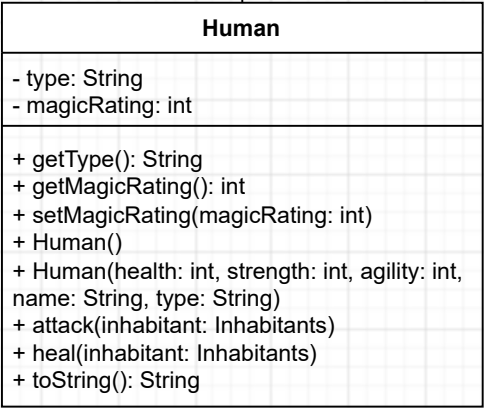 Human
- type: String
- magicRating: int
+ getType(): String
+ getMagicRating(): int
+ setMagicRating(magicRating: int)
+ Human()
+ Human(health: int, strength: int, agility: int,
name: String, type: String)
+ attack(inhabitant: Inhabitants)
+ heal(inhabitant: Inhabitants)
+ toString(): String